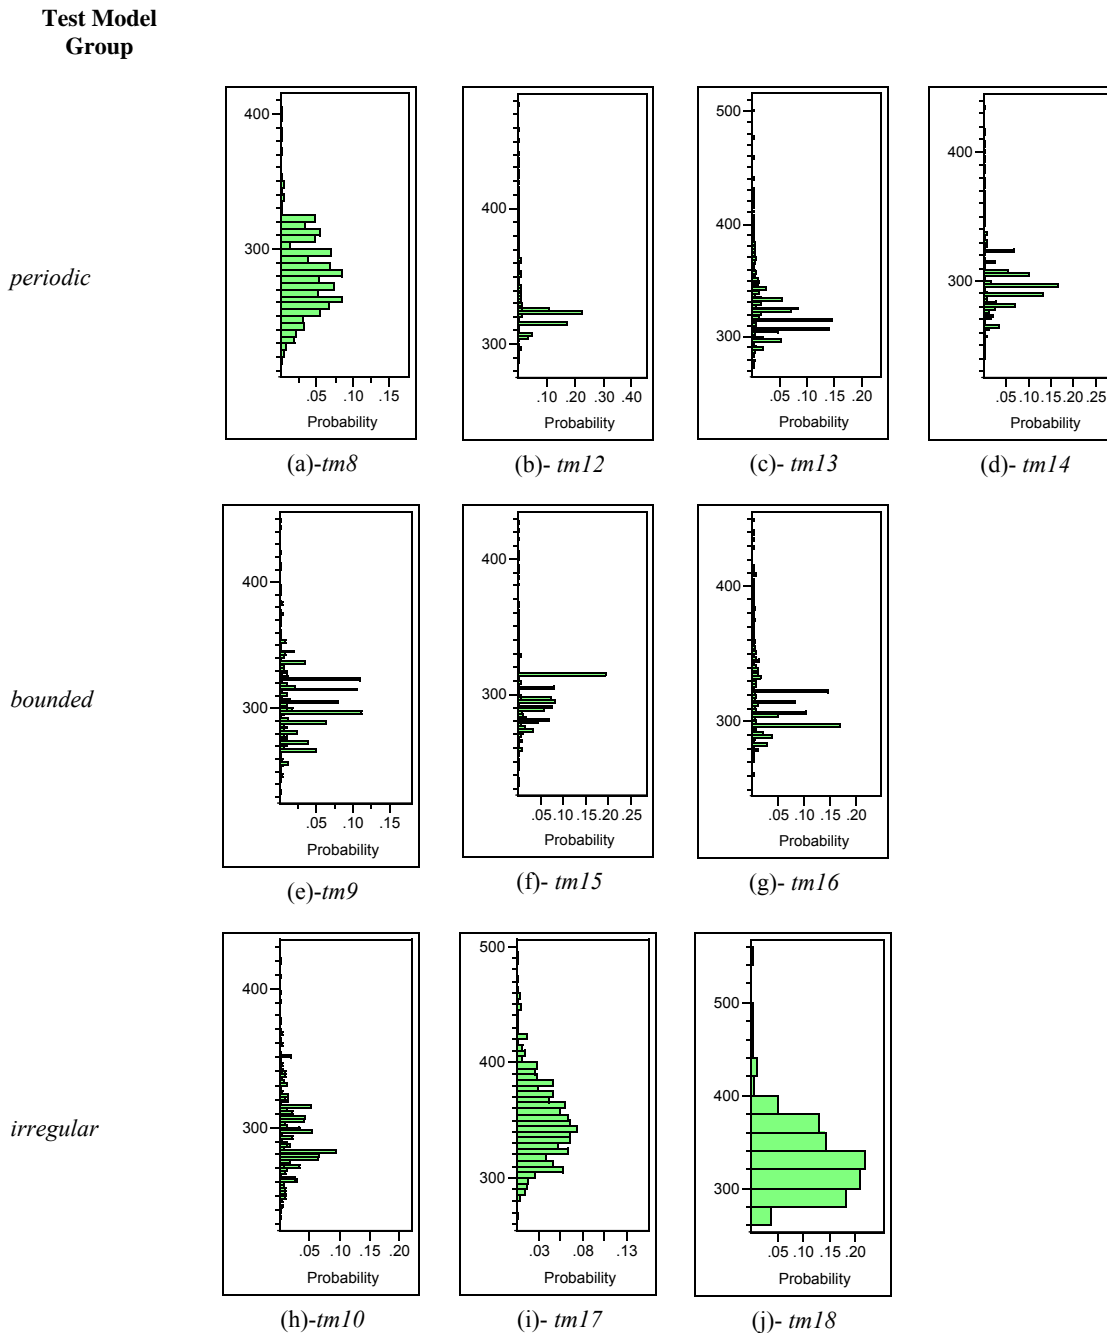 Test Model
Group
periodic
400
300
.05 .10 .15
Probability
(a)-tm8
400
300
.10 .20 .30 .40
Probability
(b)- tm12
500
400
300
.05 .10 .15 .20
Probability
(c)- tm13
400
300
.05 .10 .15 .20 .25
Probability
(d)- tm14
bounded
400
300
.05 .10 .15
Probability
(e)-tm9
400
300
.05 .10 .15 .20 .25
Probability
(f)- tm15
400
300
.05 .10 .15 .20
Probability
(g)- tm16
irregular
400
300
.05 .10 .15 .20
Probability
(h)-tm10
500
400
300
.03 .08 .13
Probability
(i)- tm17
500
400
300
.05 .10 .15 .20
Probability
(j)- tm18